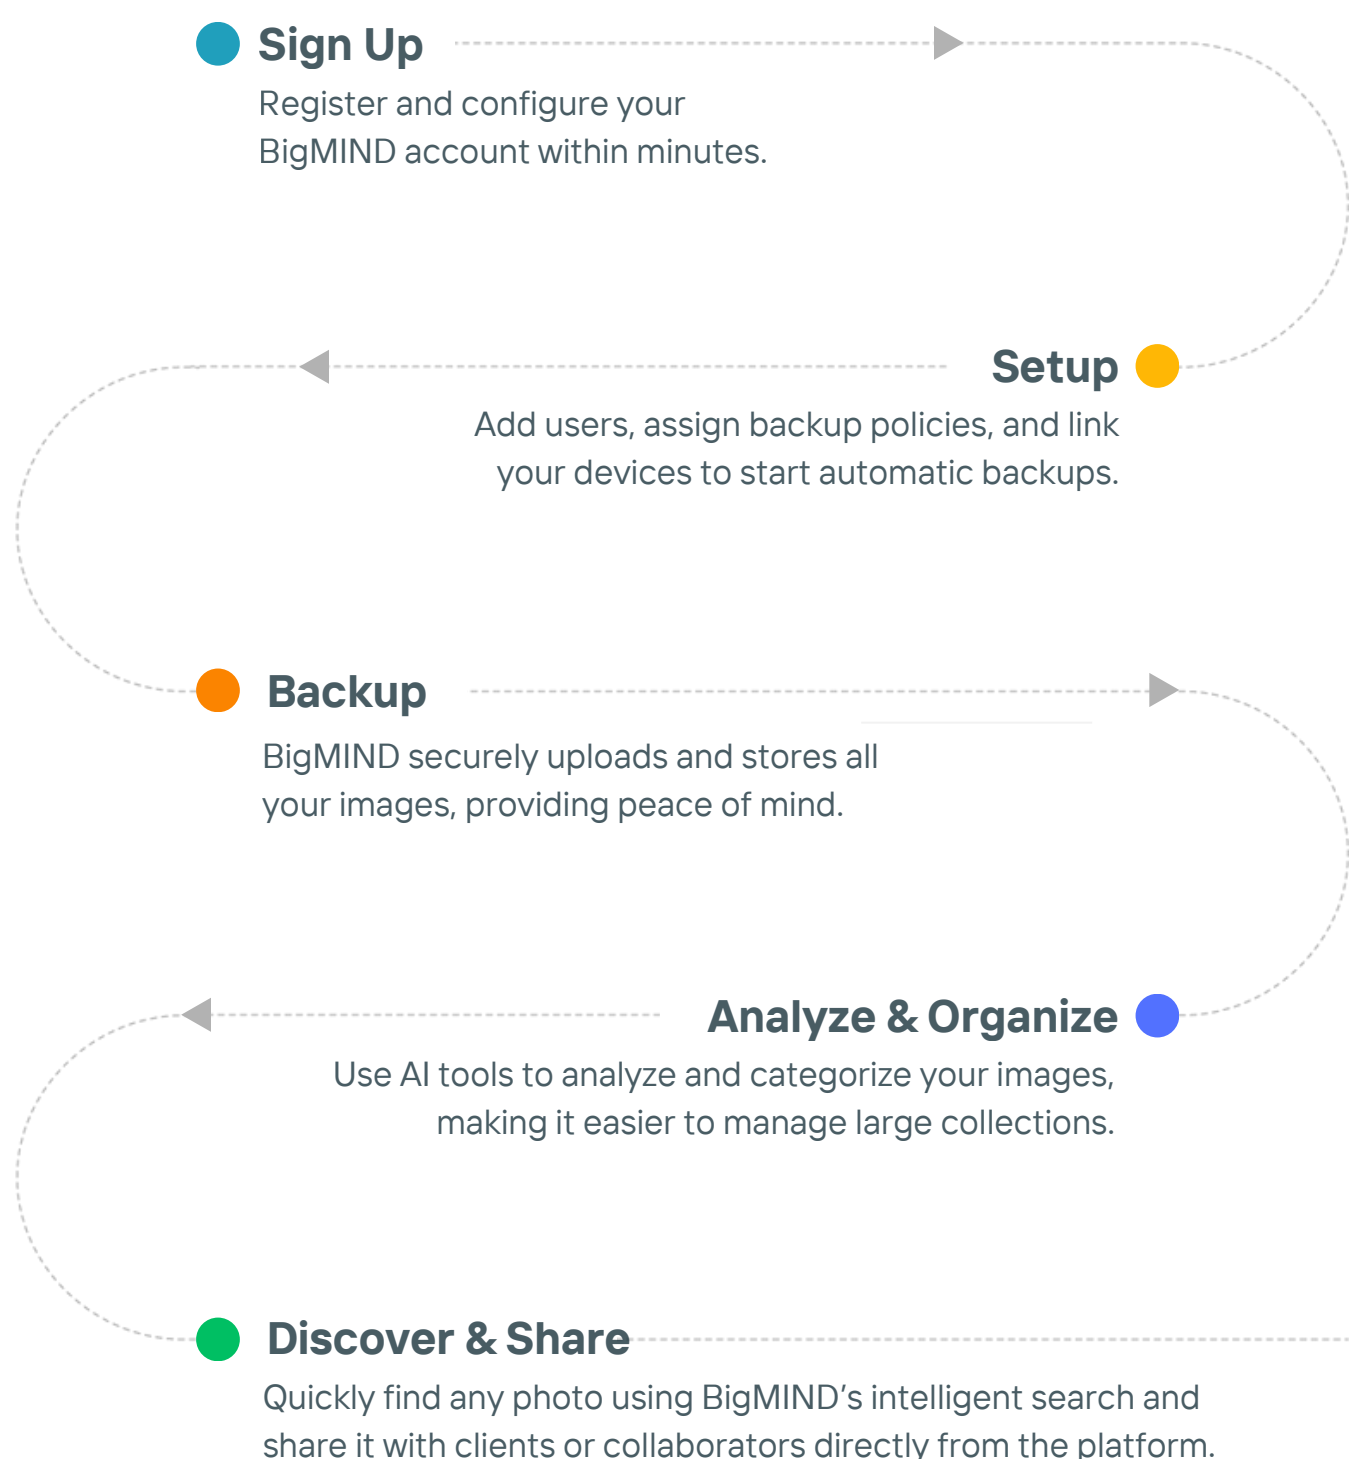 Sign Up
Register and configure your
BigMIND account within minutes.
Setup
Add users, assign backup policies, and link
your devices to start automatic backups.
Backup
BigMIND securely uploads and stores all
your images, providing peace of mind.
Analyze & Organize
Use AI tools to analyze and categorize your images,
making it easier to manage large collections.
Discover & Share
Quickly find any photo using BigMIND’s intelligent search and
share it with clients or collaborators directly from the platform.